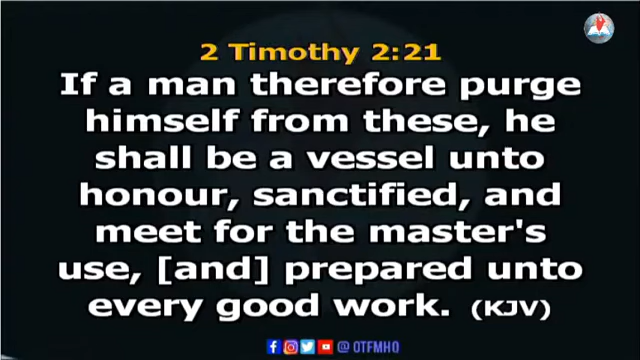 2 Timothy 2:21
If a man therefore purge
himself from these, he
shall be a vessel unto
honour, sanctified, and
meet for the master's
use, [and] prepared unto
every good work. (KJV)
@ OTFMHQ